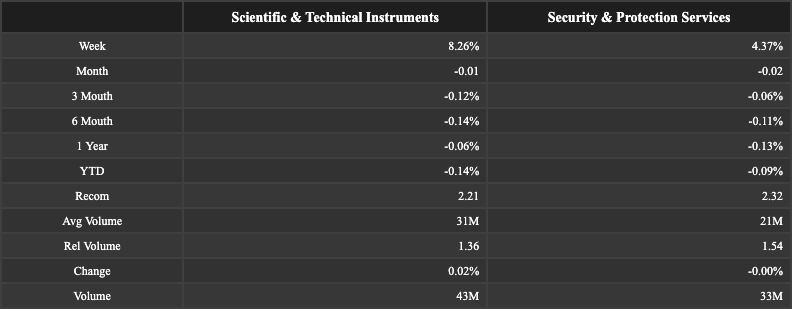 Scientific & Technical Instruments Security & Protection Services
Week 8.26% 4.37%
Month -0.01 -0.02
3 Mouth -0.12% -0.06%
6 Mouth -0.14% -0.11%
1 Year -0.06% -0.13%
YTD -0.14% -0.09%
Recom 2.21 2.32
Avg Volume 31M 21M
Rel Volume 1.36 1.54
Change 0.02% -0.00%
Volume 43M 33M